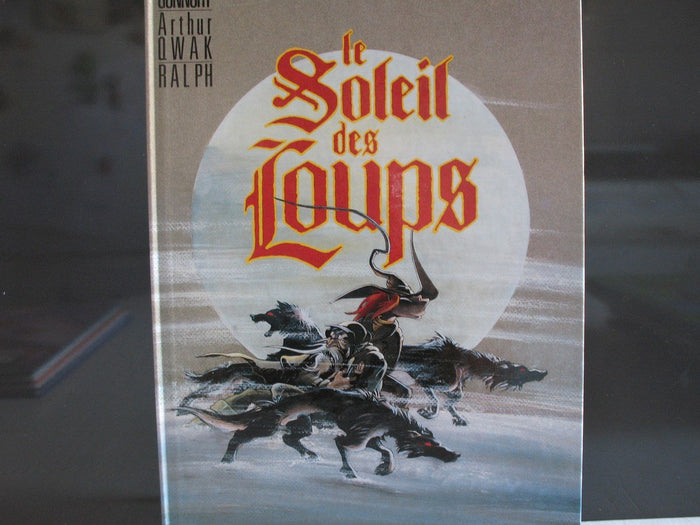 Arthur
QWAK
RALPH
le
Soleil
des
Loups